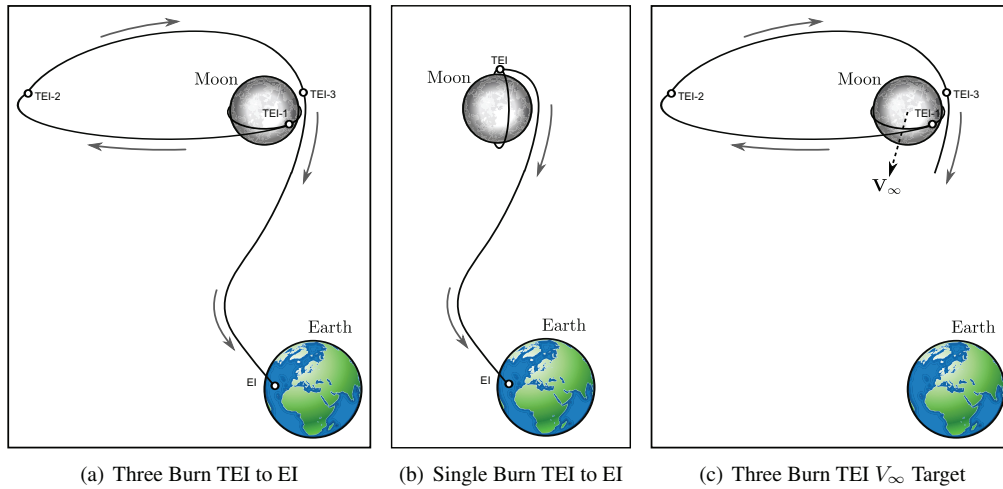 Moon
TEI-2
TEI-3
TEI-1
Earth
EI
(a) Three Burn TEI to EI
TEI
Moon
Earth
EI
(b) Single Burn TEI to EI
Moon
TEI-2
TEI-3
TEI-1
V∞
Earth
(c) Three Burn TEI V∞ Target